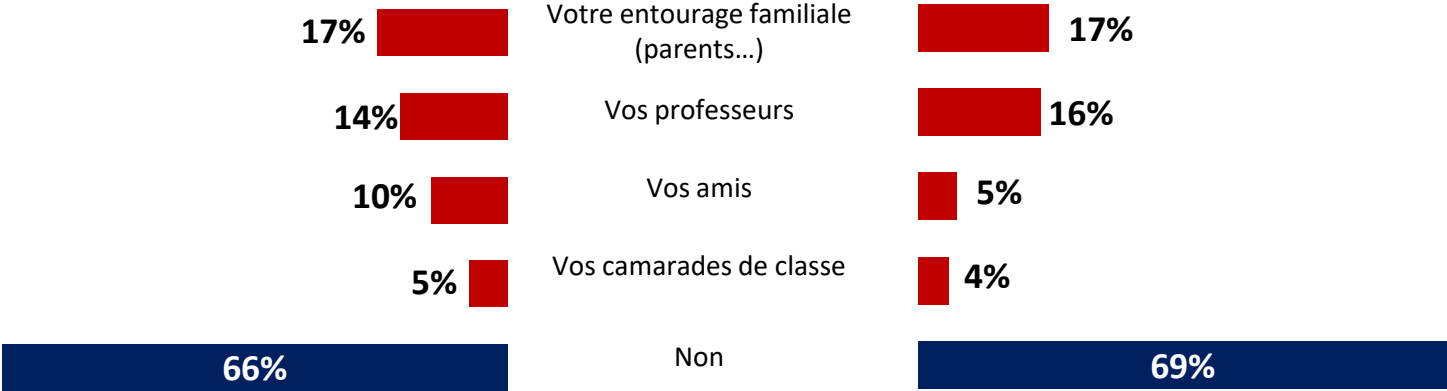 17% Votre entourage familiale 17%
(parents…)
14% Vos professeurs 16%
10% Vos amis 5%
5% Vos camarades de classe 4%
66% Non 69%